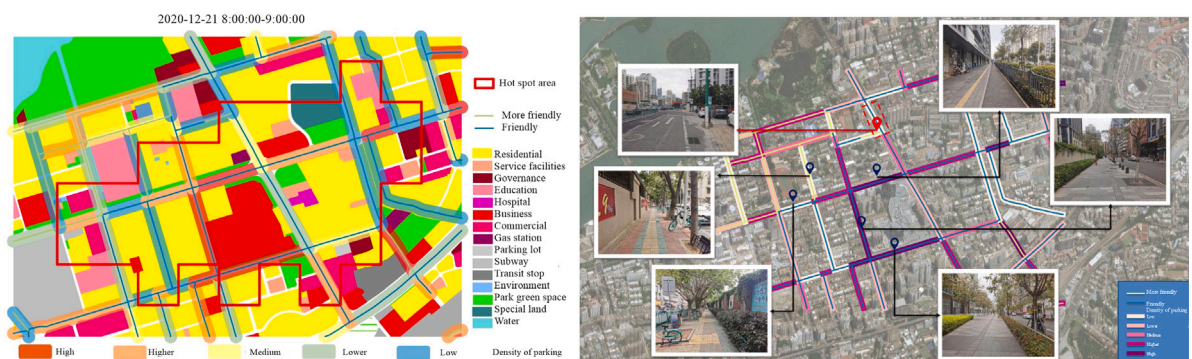 2020-12-21 8:00:00-9:00:00
Hot spot area
More friendly
Friendly
Residential
Service facilities
Governance
Education
Hospital
Business
Commercial
Gas station
Parking lot
Subway
Transit stop
Environment
Park green space
Special land
Water
High Higher Medium Lower Low Density of parking
More friendly
Friendly
Density of parking
Low
Lower
Medium
Higher
High